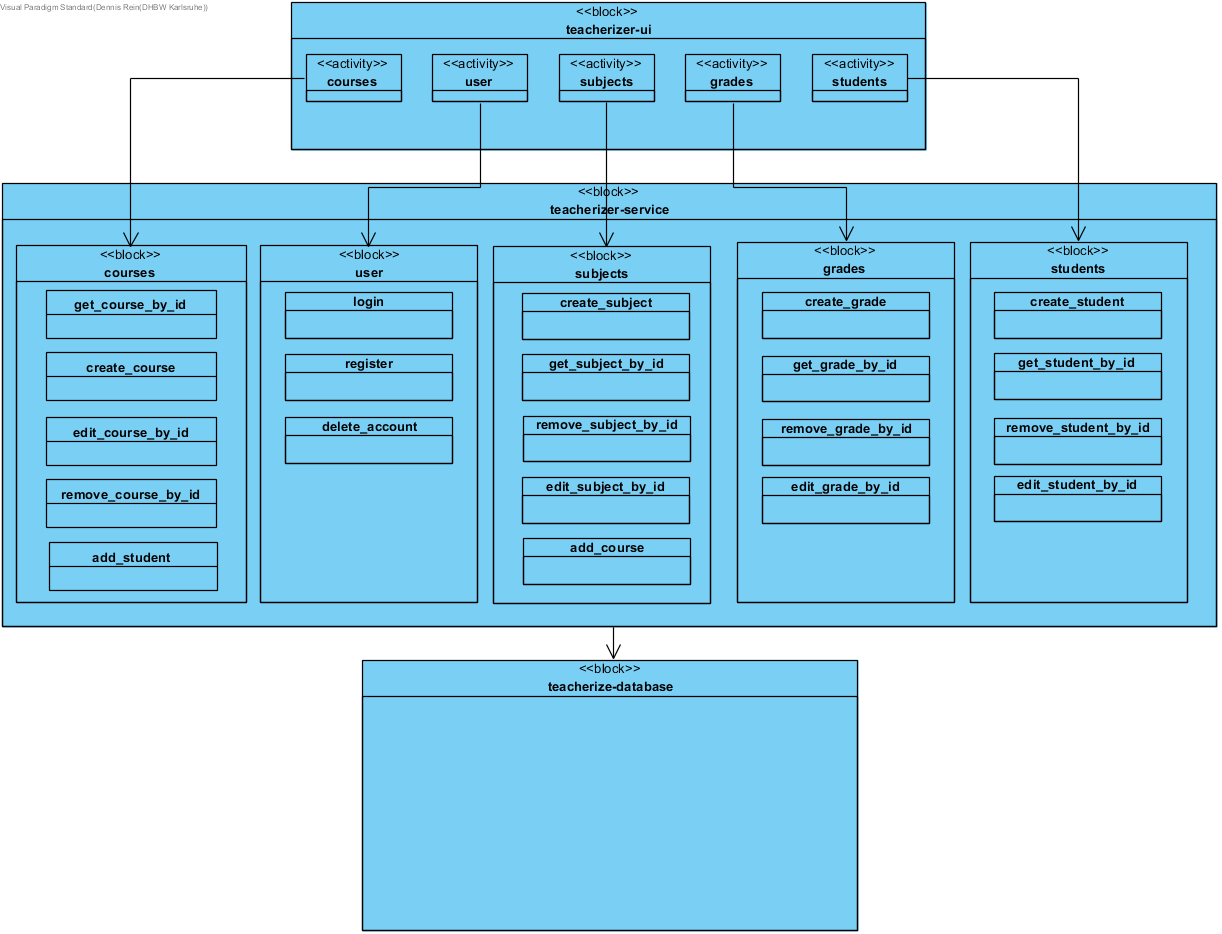 Visual Paradigm Standard(Dennis Rein(DHBW Karlsruhe))
<<block>>
teacherizer-ui
<<activity>>
courses
<<activity>>
user
<<activity>>
subjects
<<activity>>
grades
<<activity>>
students
<<block>>
teacherizer-service
<<block>>
courses
get_course_by_id
create_course
edit_course_by_id
remove_course_by_id
add_student
<<block>>
user
login
register
delete_account
<<block>>
subjects
create_subject
get_subject_by_id
remove_subject_by_id
edit_subject_by_id
add_course
<<block>>
grades
create_grade
get_grade_by_id
remove_grade_by_id
edit_grade_by_id
<<block>>
students
create_student
get_student_by_id
remove_student_by_id
edit_student_by_id
<<block>>
teacherize-database